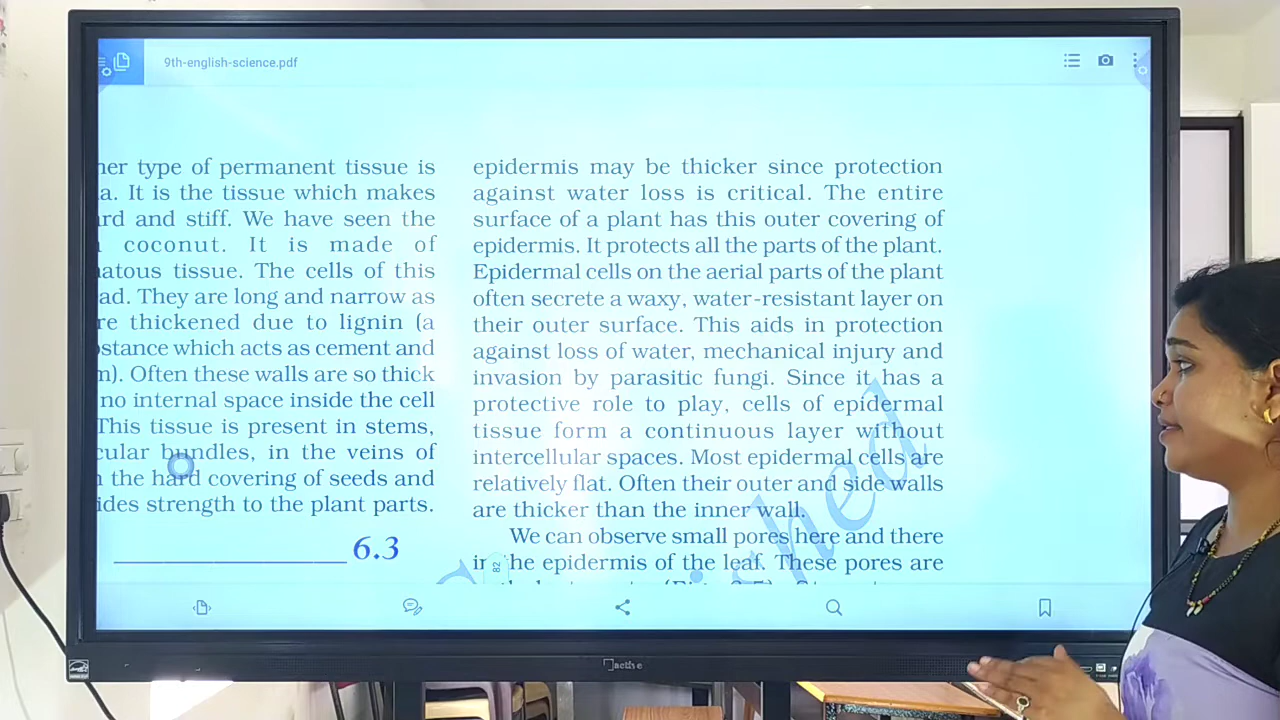 9th-english-science.pdf
her type of permanent tissue is
a. It is the tissue which makes
ard and stiff. We have seen the
coconut. It is made of
atous tissue. The cells of this
ad. They are long and narrow as
re thickened due to lignin (a
bstance which acts as cement and
m). Often these walls are so thick
no internal space inside the cell
This tissue is present in stems,
cular bundles, in the veins of
the hard covering of seeds and
ides strength to the plant parts.
6.3
epidermis may be thicker since protection
against water loss is critical. The entire
surface of a plant has this outer covering of
epidermis. It protects all the parts of the plant.
Epidermal cells on the aerial parts of the plant
often secrete a waxy, water-resistant layer on
their outer surface. This aids in protection
against loss of water, mechanical injury and
invasion by parasitic fungi. Since it has a
protective role to play, cells of epidermal
tissue form a continuous layer without
intercellular spaces. Most epidermal cells are
relatively flat. Often their outer and side walls
are thicker than the inner wall.
We can observe small pores here and there
in the epidermis of the leaf. These pores are
82
shed